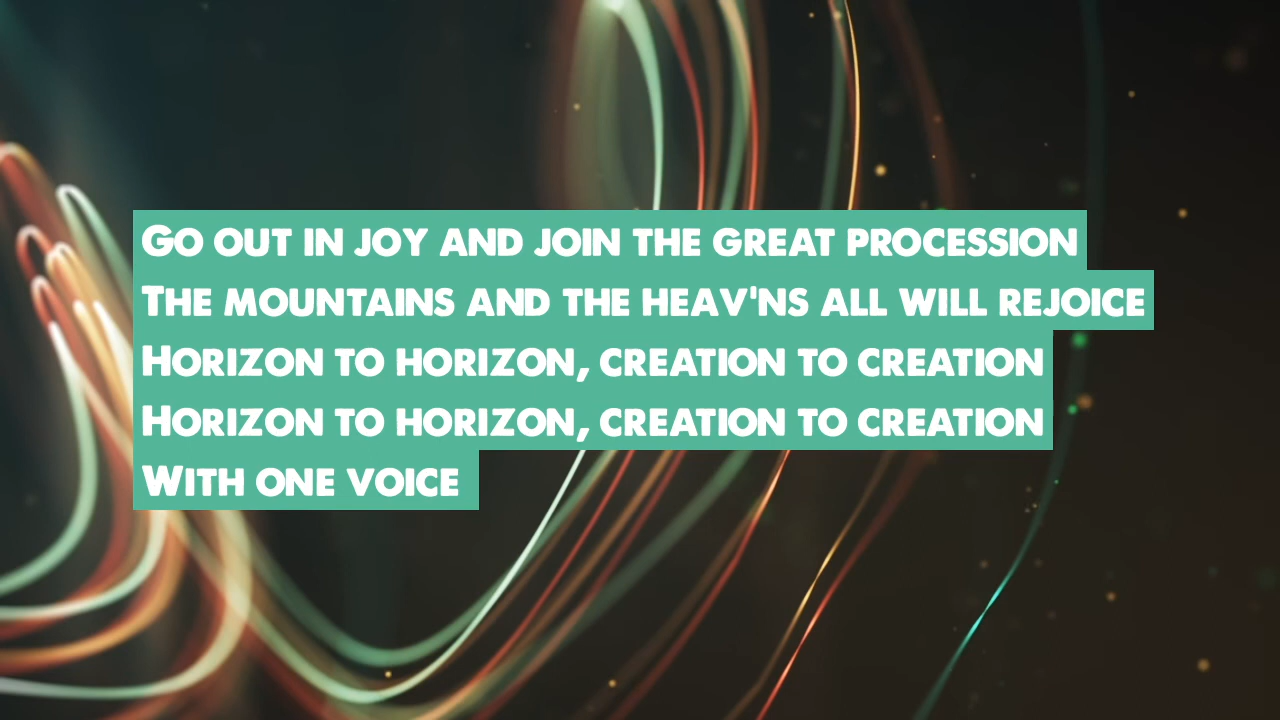 Go out in joy and join the great procession
The mountains and the heav'ns all will rejoice
Horizon to horizon, creation to creation
Horizon to horizon, creation to creation
With one voice